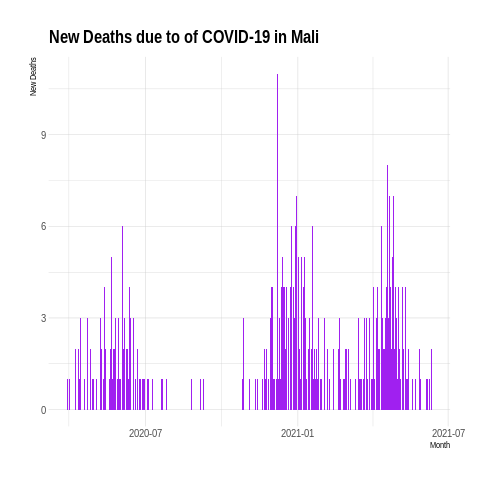 New Deaths due to of COVID-19 in Mali
New Deaths
9
6
3
0
2020-07
2021-01
2021-07
Month